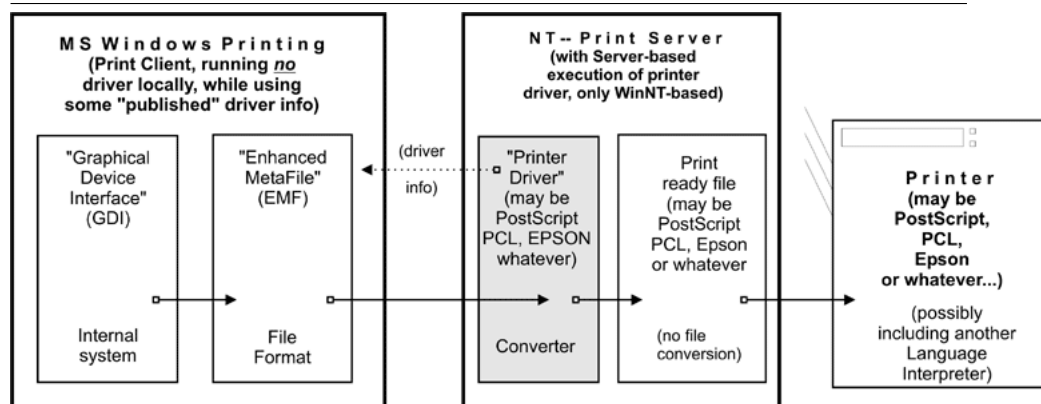 MS Windows Printing
(Print Client, running no
driver locally, while using
some "published" driver info)
"Graphical
Device
Interface"
(GDI)
Internal
system
"Enhanced
MetaFile"
(EMF)
File
Format
(driver
info)
NT -- Print Server
(with Server-based
execution of printer
driver, only WinNT-based)
"Printer
Driver"
(may be
PostScript
PCL, EPSON
whatever)
Converter
Print
ready file
(may be
PostScript
PCL, Epson
or whatever
(no file
conversion)
Printer
(may be
PostScript,
PCL,
Epson
or whatever...)
(possibly
including another
Language
Interpreter)